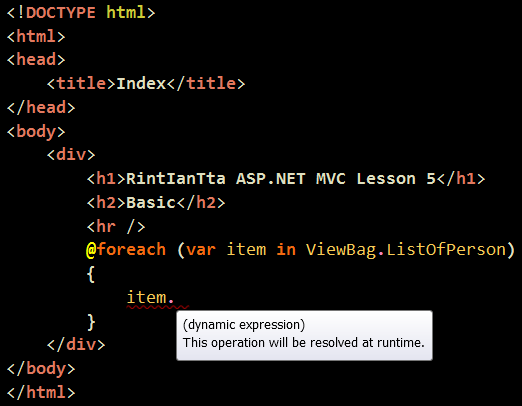 <!DOCTYPE html>
<html>
<head>
    <title>Index</title>
</head>
<body>
    <div>
        <h1>RintIanTta ASP.NET MVC Lesson 5</h1>
        <h2>Basic</h2>
        <hr />
        @foreach (var item in ViewBag.ListOfPerson)
        {
            item.
(dynamic expression)
This operation will be resolved at runtime.
        }
    </div>
</body>
</html>